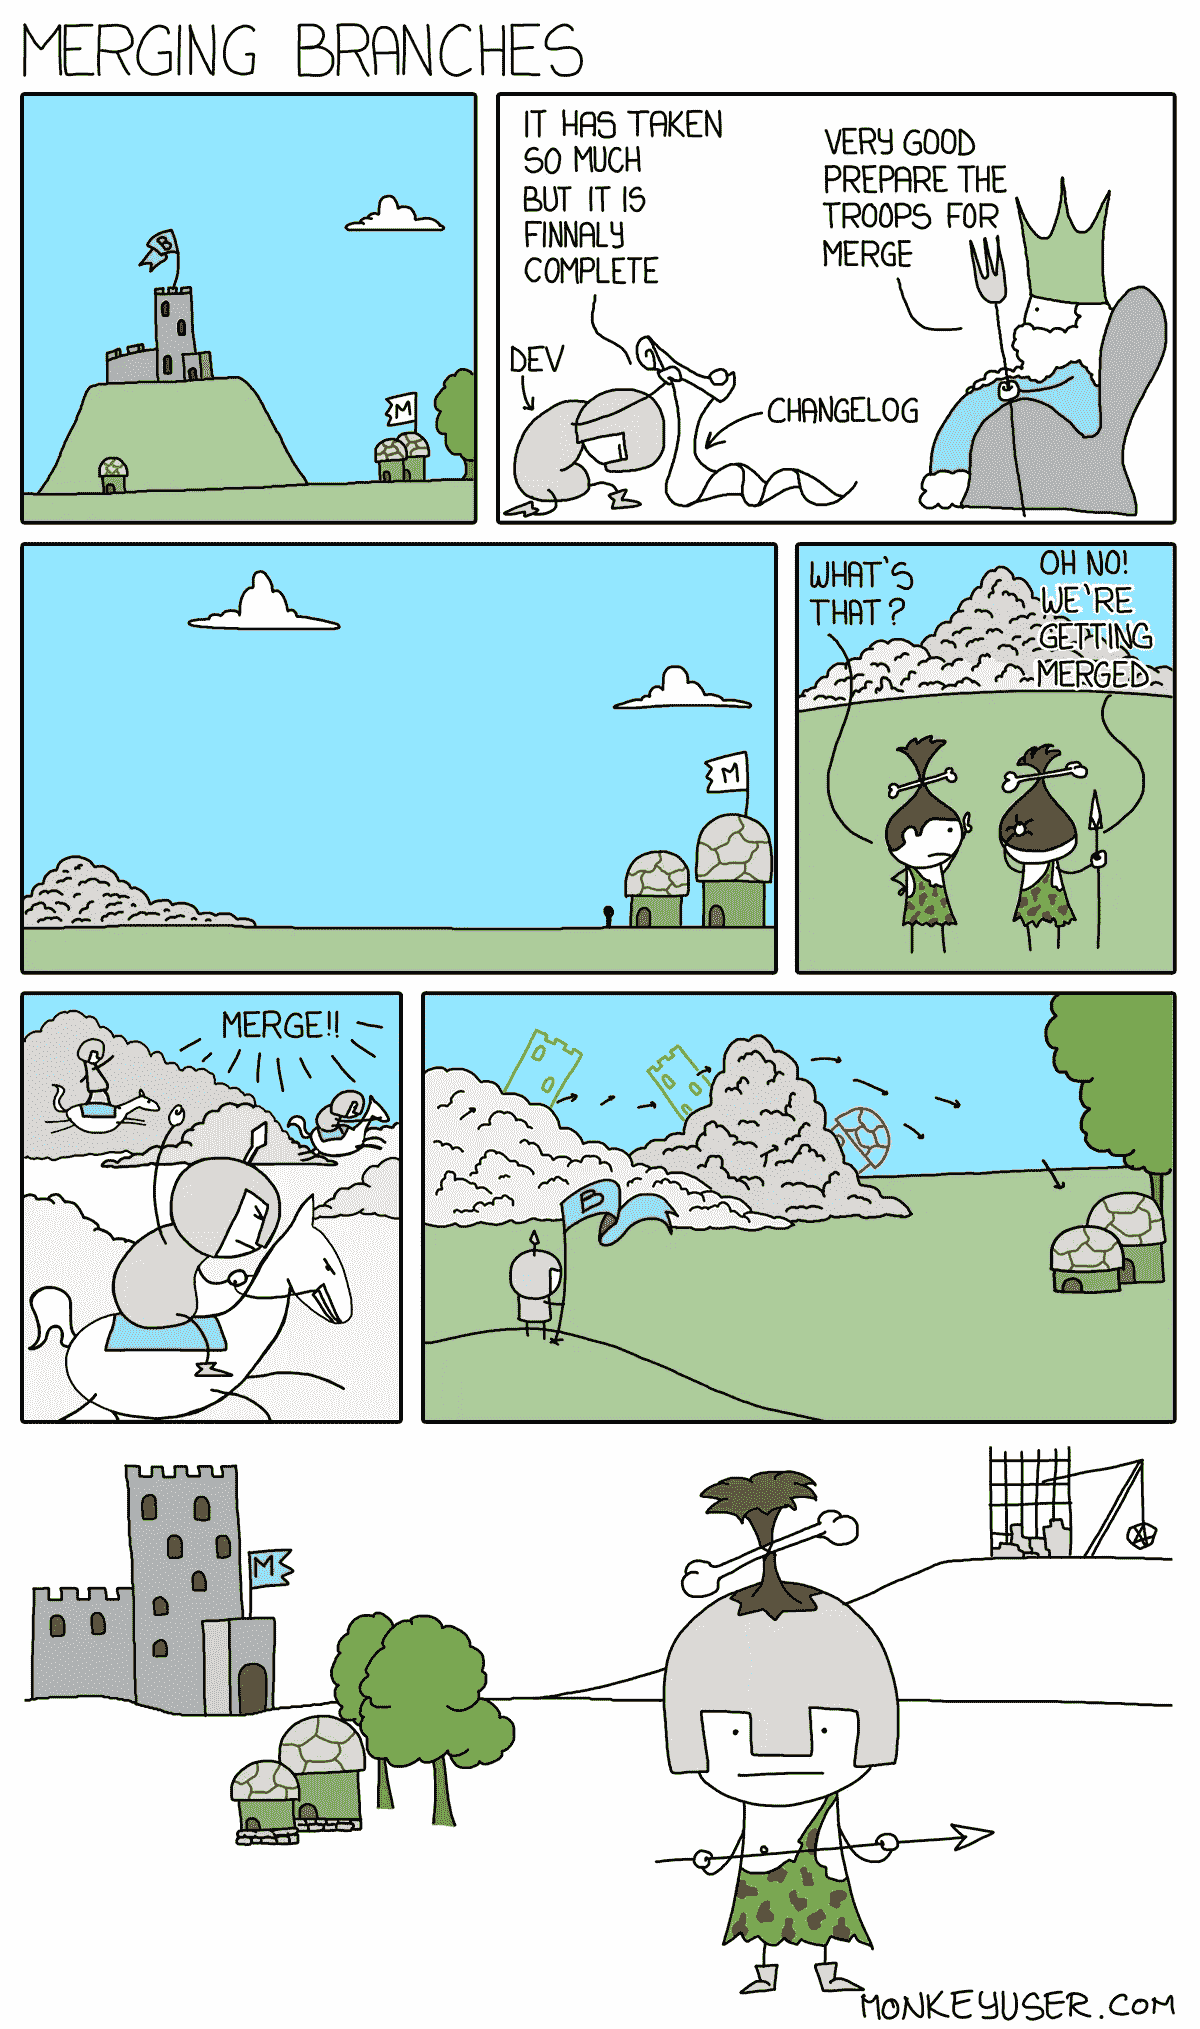 MERGING BRANCHES
B
M
IT HAS TAKEN
SO MUCH
BUT IT IS
FINNALY
COMPLETE
VERY GOOD
PREPARE THE
TROOPS FOR
MERGE
DEV
CHANGELOG
M
WHAT'S
THAT?
OH NO!
WE'RE
GETTING
MERGED
MERGE!!
B
M
MONKEYUSER.COM